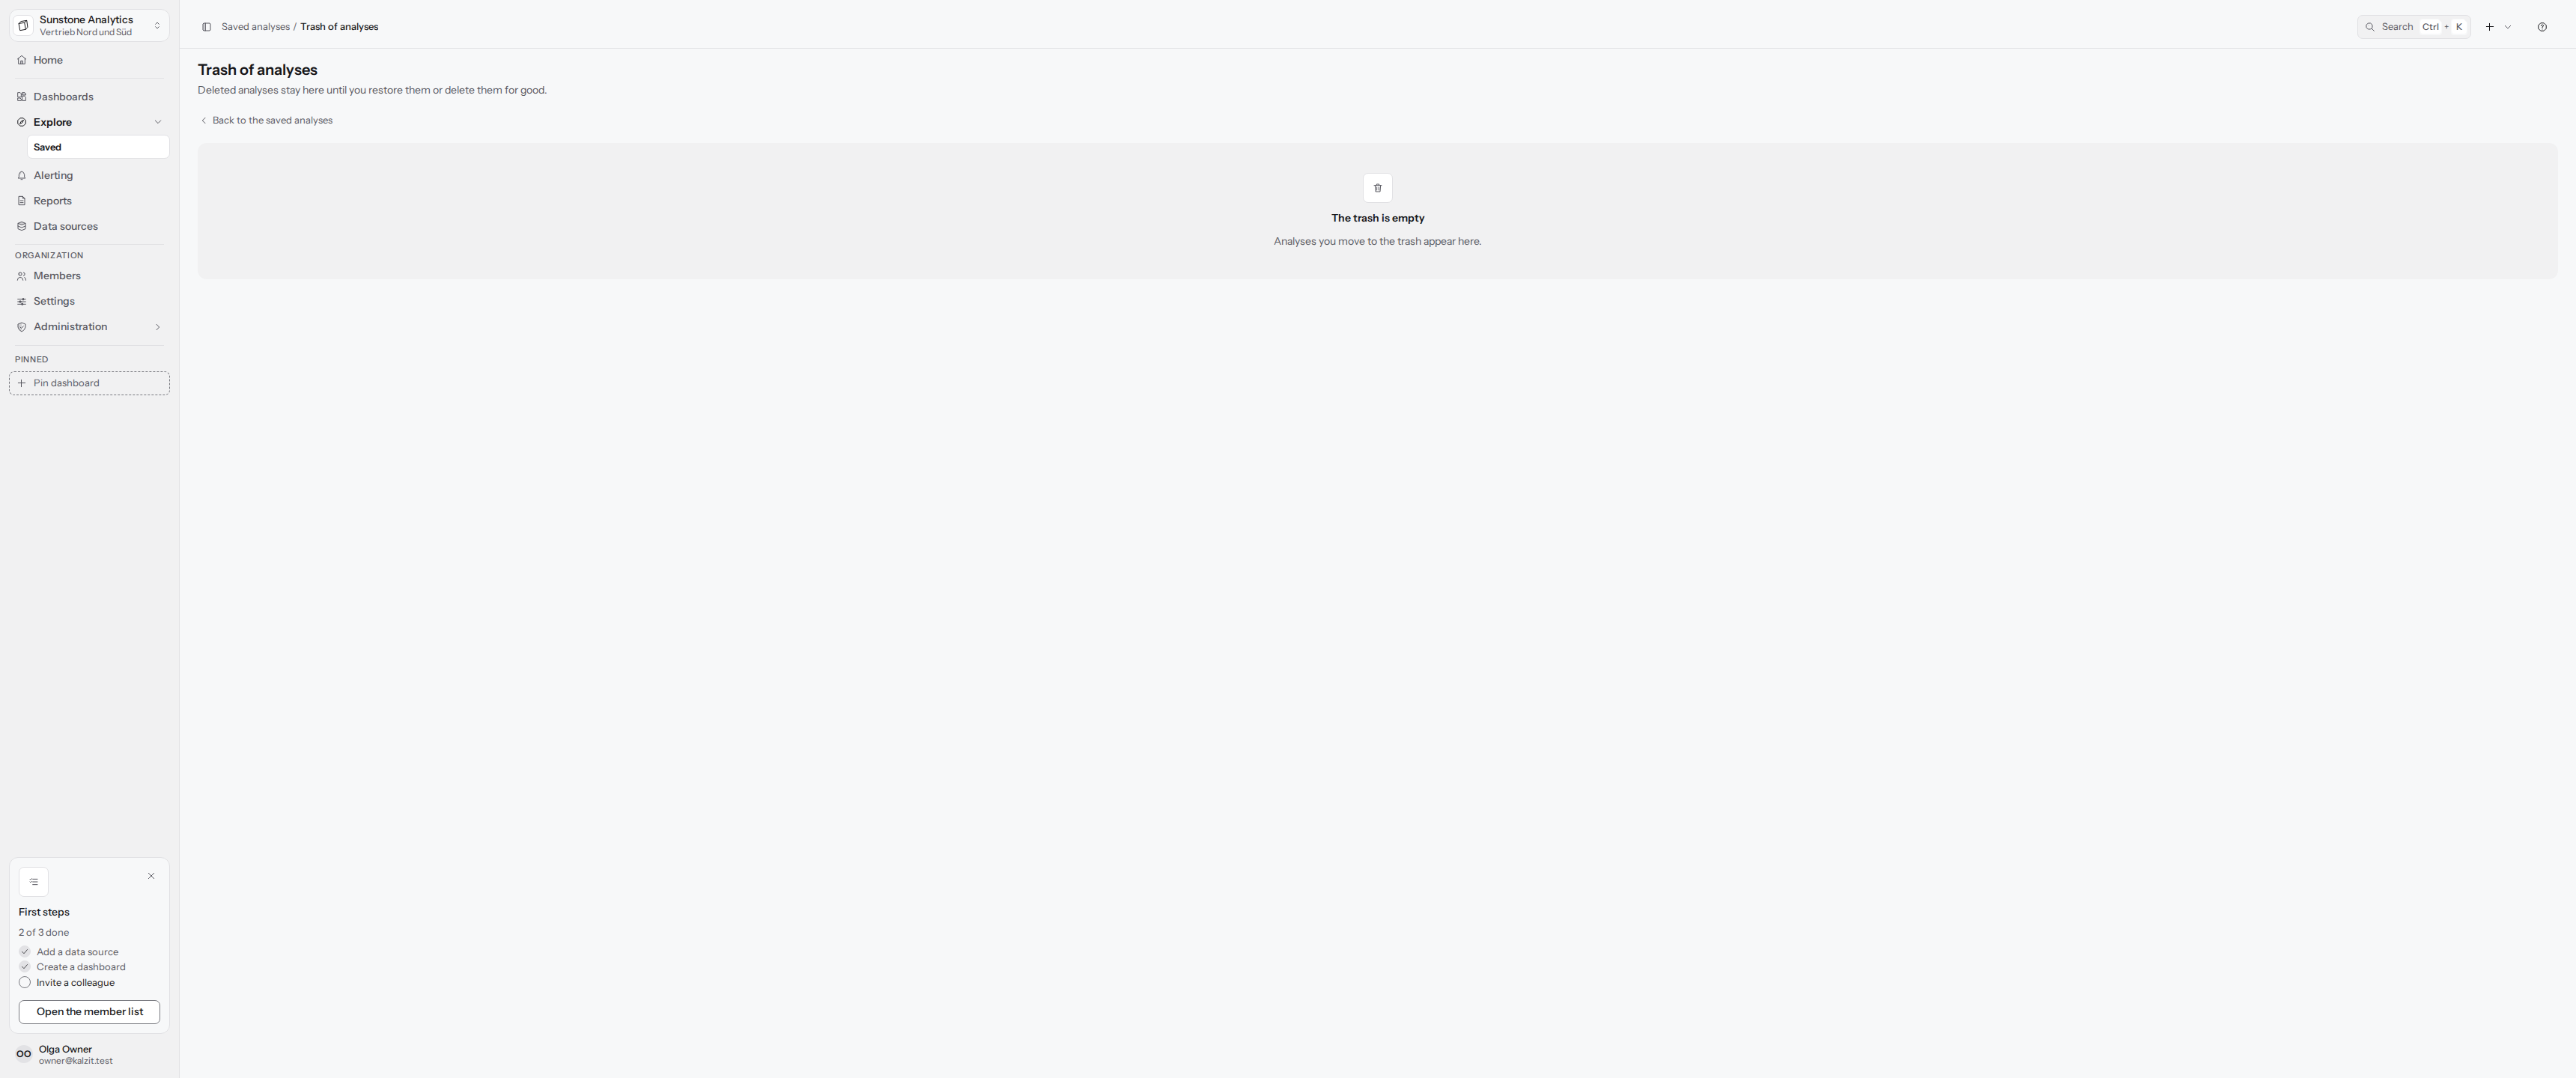 Sunstone Analytics
Vertrieb Nord und Süd
Home
Dashboards
Explore
Saved
Alerting
Reports
Data sources
ORGANIZATION
Members
Settings
Administration
PINNED
Pin dashboard
First steps
2 of 3 done
Add a data source
Create a dashboard
Invite a colleague
Open the member list
OO
Olga Owner
owner@kalzit.test
Saved analyses / Trash of analyses
Search Ctrl + K
Trash of analyses
Deleted analyses stay here until you restore them or delete them for good.
Back to the saved analyses
The trash is empty
Analyses you move to the trash appear here.